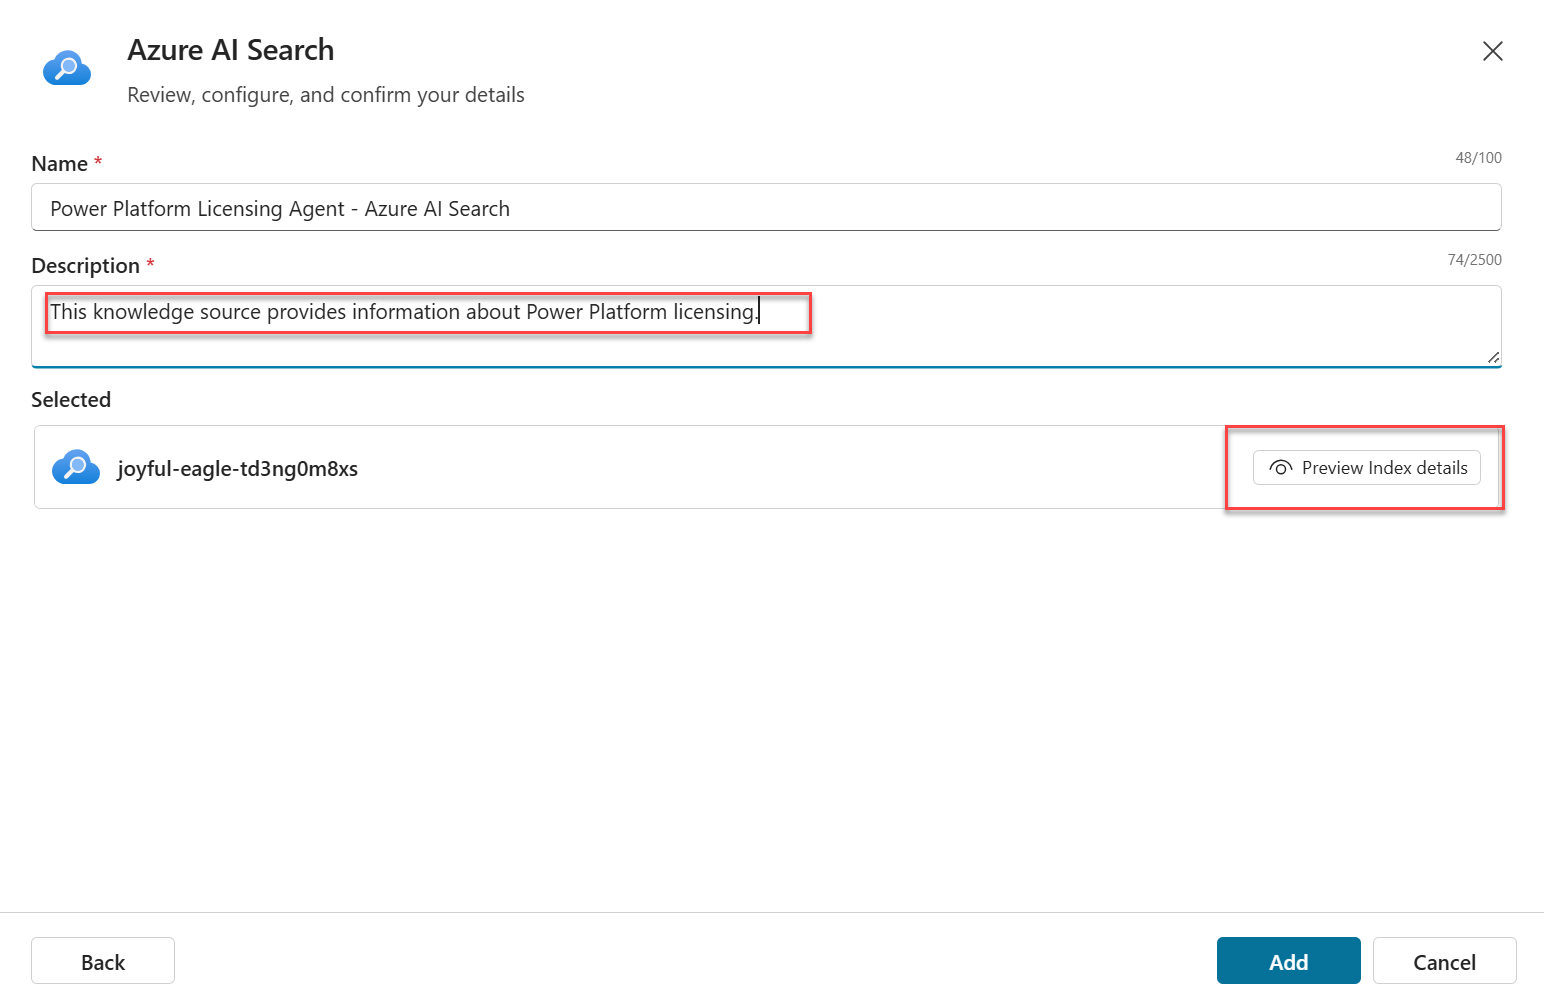 Azure AI Search
Review, configure, and confirm your details
Name *
48/100
Power Platform Licensing Agent - Azure AI Search
Description *
74/2500
This knowledge source provides information about Power Platform licensing.
Selected
joyful-eagle-td3ng0m8xs
Preview Index details
Back
Add
Cancel